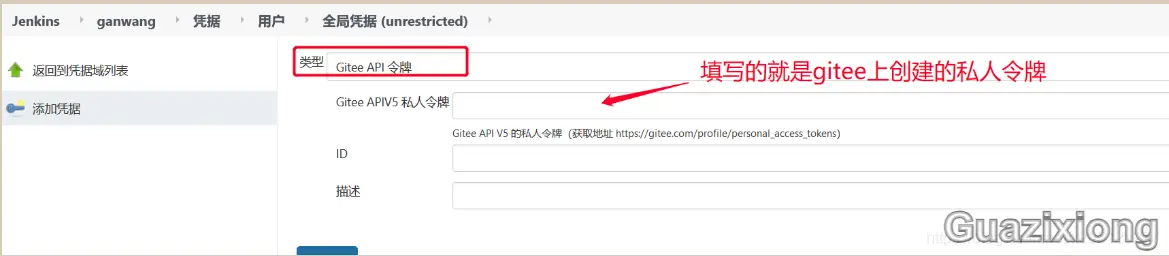 Jenkins ganwang 凭据 用户 全局凭据 (unrestricted)
返回到凭据域列表
添加凭据
类型 Gitee API 令牌
填写的就是gitee上创建的私人令牌
Gitee APIV5 私人令牌
Gitee API V5 的私人令牌（获取地址 https://gitee.com/profile/personal_access_tokens）
ID
描述
Guazixiong